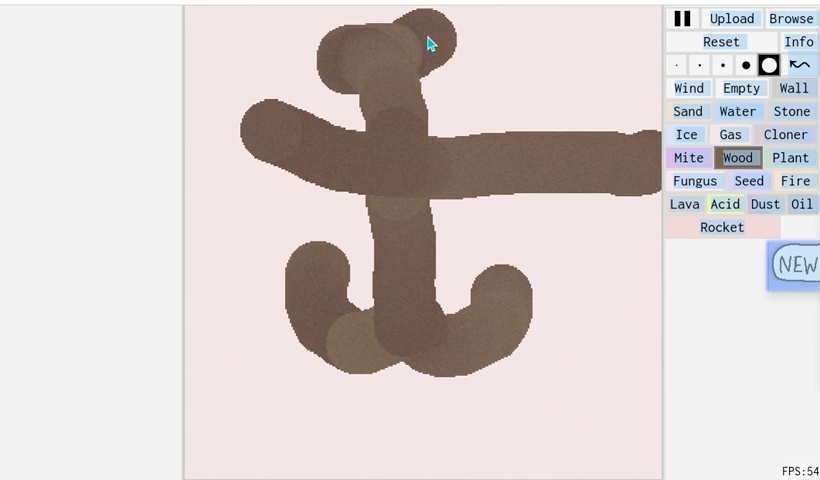 Upload Browse
Reset Info
Wind Empty Wall
Sand Water Stone
Ice Gas Cloner
Mite Wood Plant
Fungus Seed Fire
Lava Acid Dust Oil
Rocket
NEW
FPS:54